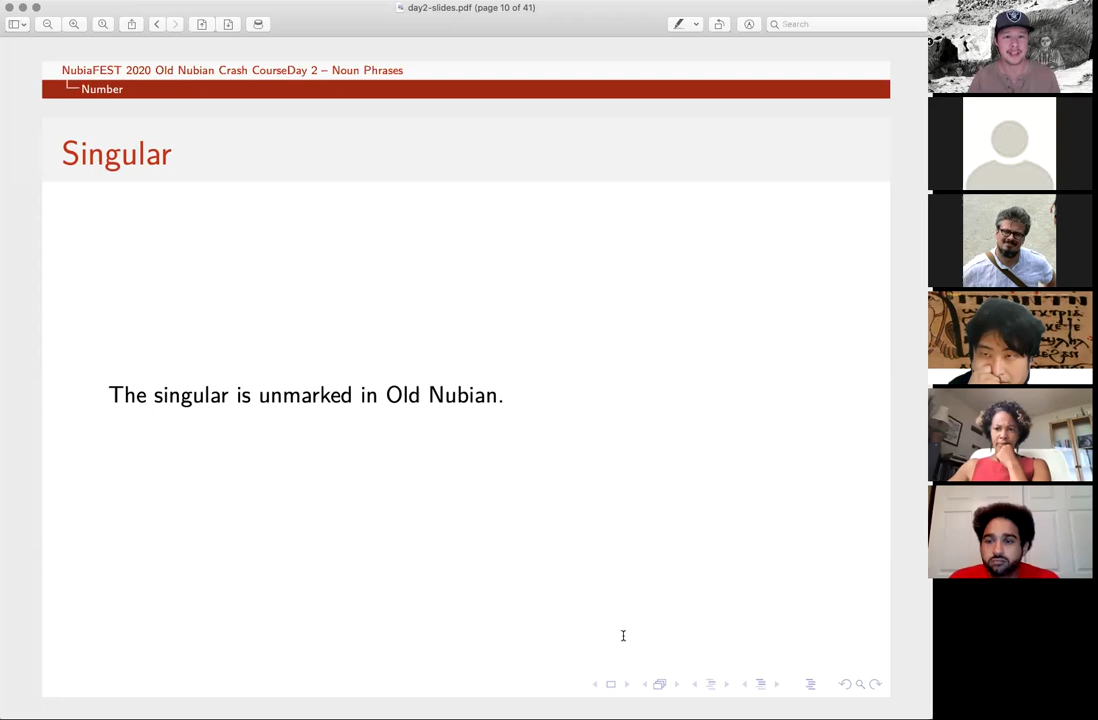 day2-slides.pdf (page 10 of 41)
Search
NubiaFEST 2020 Old Nubian Crash CourseDay 2 – Noun Phrases
Number
Singular
The singular is unmarked in Old Nubian.